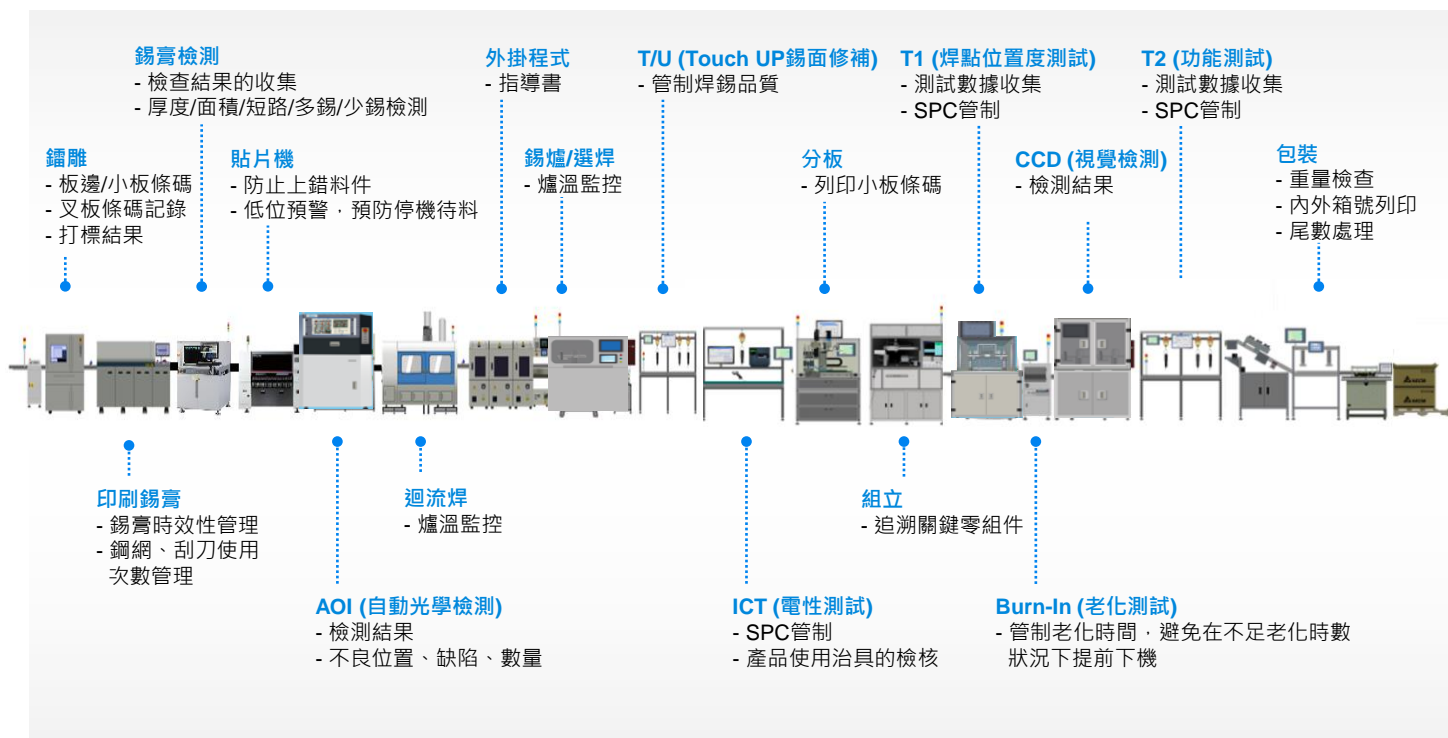 錫膏檢測
- 檢查結果的收集
- 厚度/面積/短路/多錫/少錫檢測
外掛程式
- 指導書
T/U (Touch UP錫面修補)
- 管制焊錫品質
T1 (焊點位置度測試)
- 測試數據收集
- SPC管制
T2 (功能測試)
- 測試數據收集
- SPC管制
鐳雕
- 板邊/小板條碼
- 叉板條碼記錄
- 打標結果
貼片機
- 防止上錯料件
- 低位預警，預防停機待料
錫爐/選焊
- 爐溫監控
分板
- 列印小板條碼
CCD (視覺檢測)
- 檢測結果
包裝
- 重量檢查
- 內外箱號列印
- 尾數處理
印刷錫膏
- 錫膏時效性管理
- 鋼網、刮刀使用
次數管理
迴流焊
- 爐溫監控
組立
- 追溯關鍵零組件
AOI (自動光學檢測)
- 檢測結果
- 不良位置、缺陷、數量
ICT (電性測試)
- SPC管制
- 產品使用治具的檢核
Burn-In (老化測試)
- 管制老化時間，避免在不足老化時數
狀況下提前下機